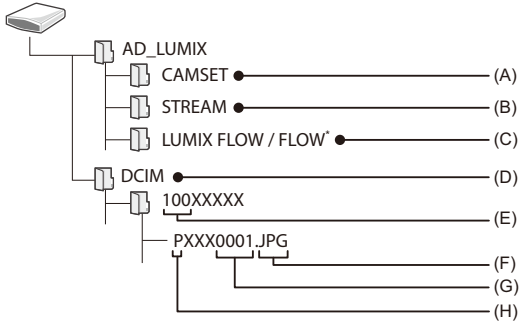 AD_LUMIX
CAMSET (A)
STREAM (B)
LUMIX FLOW / FLOW* (C)
DCIM (D)
100XXXXX
(E)
PXXX0001.JPG
(F)
(G)
(H)